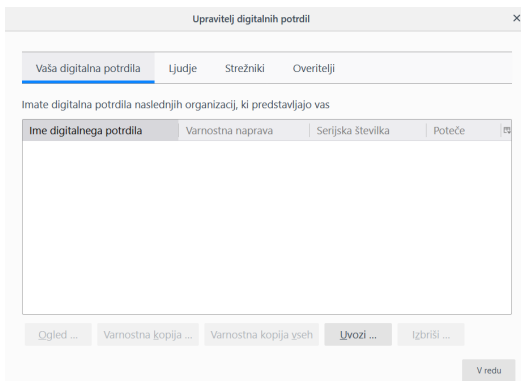 Upravitelj digitalnih potrdil
Vaša digitalna potrdila Ljudje Strežniki Overitelji
Imate digitalna potrdila naslednjih organizacij, ki predstavljajo vas
Ime digitalnega potrdila Varnostna naprava Serijska številka Poteče
Ogled ... Varnostna kopija ... Varnostna kopija vseh Uvozi ... Izbriši ...
V redu